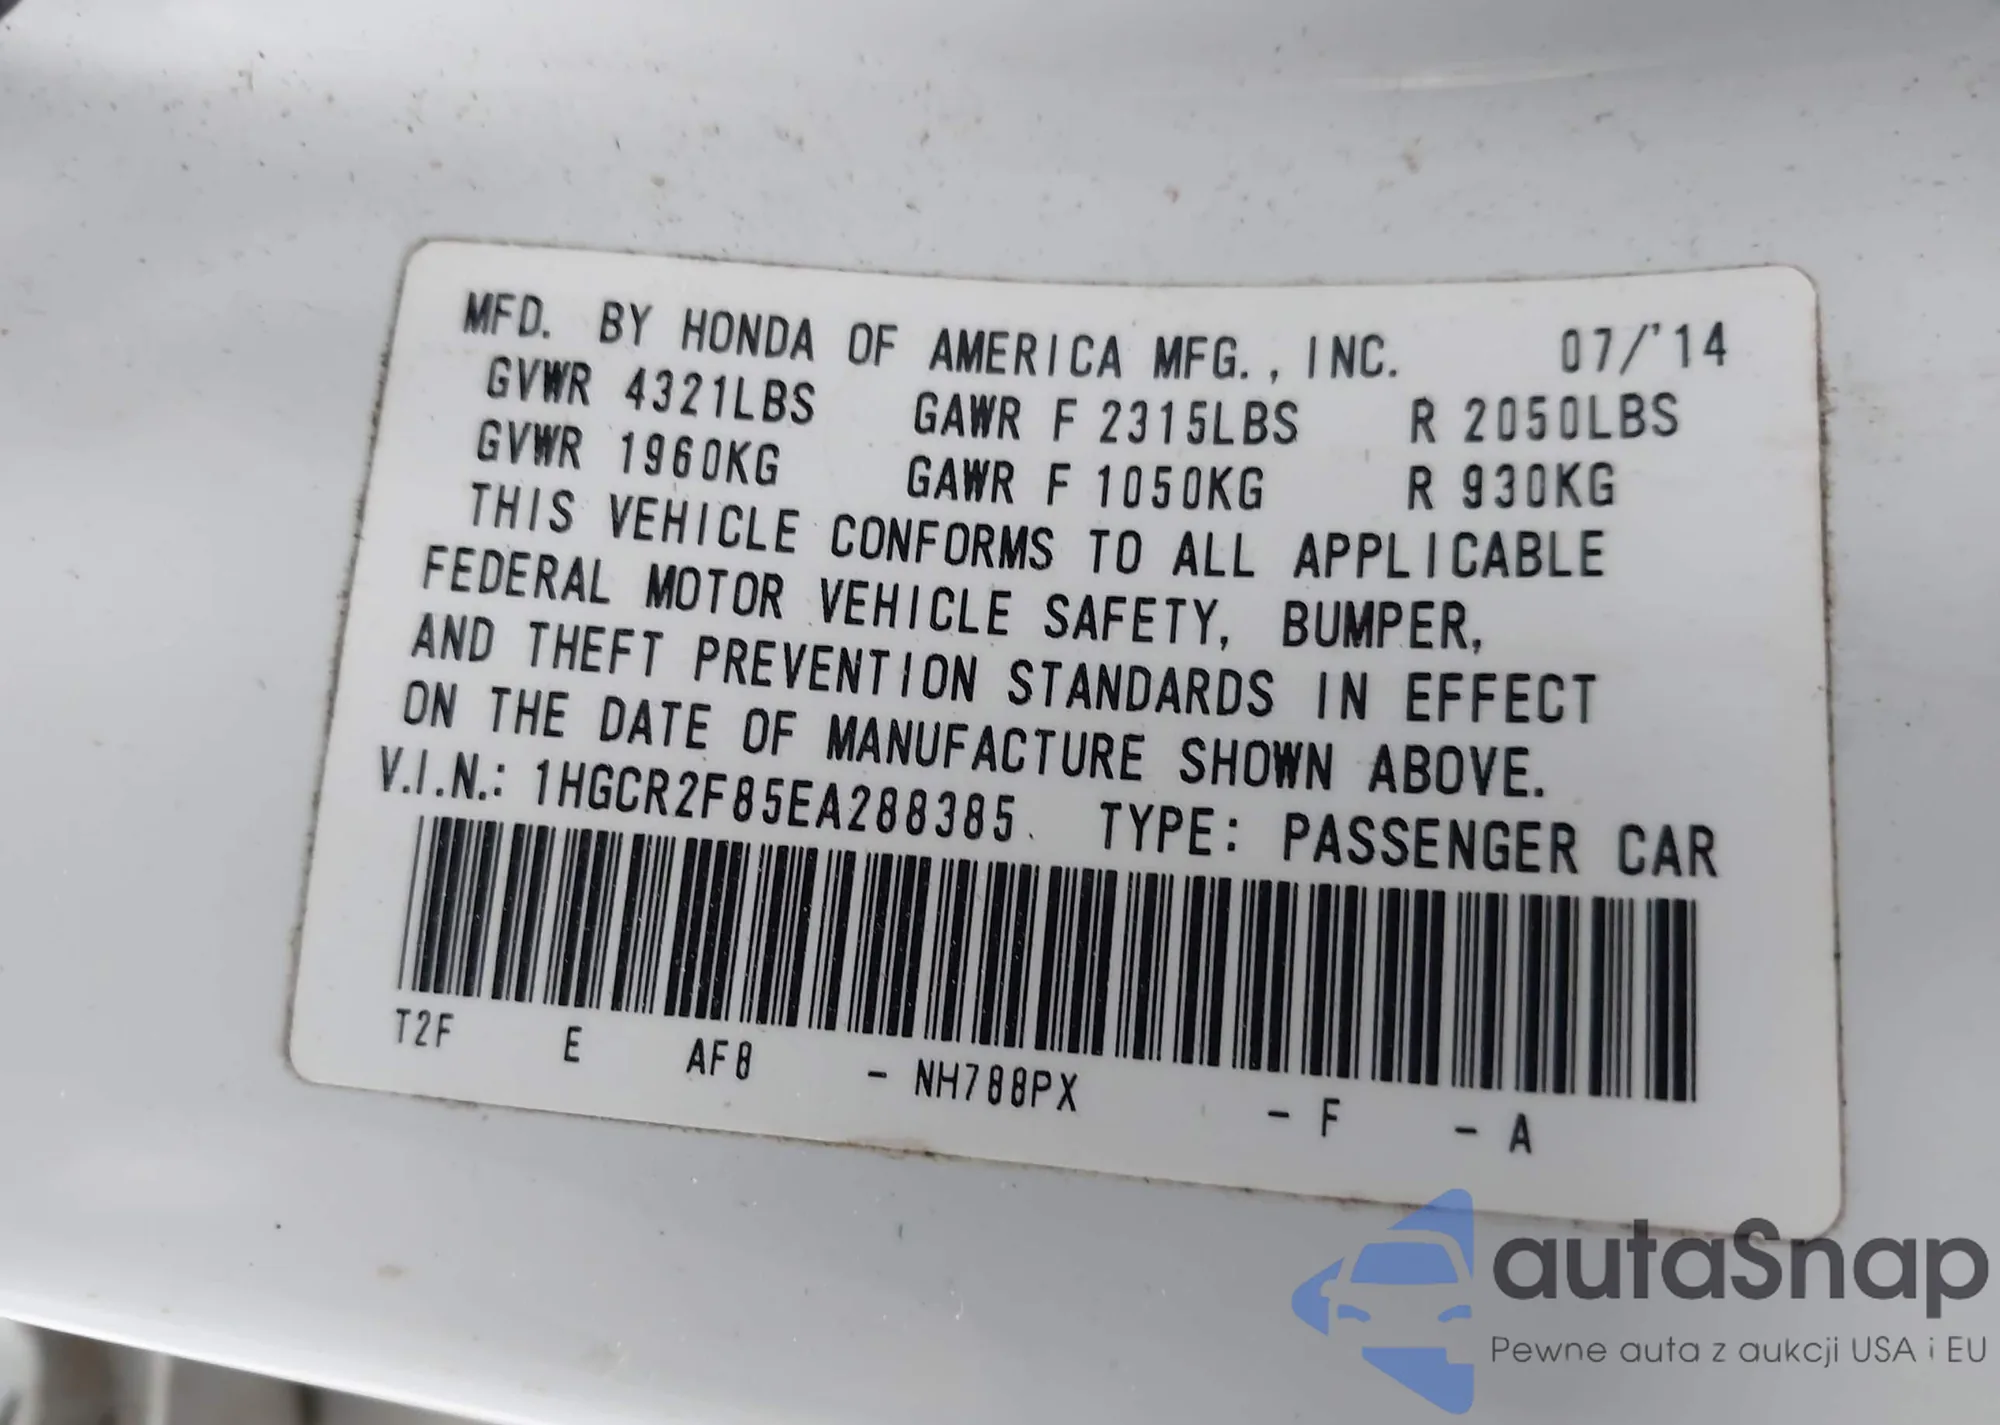 MFD. BY HONDA OF AMERICA MFG., INC. 07/'14
GVWR 4321LBS GAWR F 2315LBS R 2050LBS
GVWR 1960KG GAWR F 1050KG R 930KG
THIS VEHICLE CONFORMS TO ALL APPLICABLE
FEDERAL MOTOR VEHICLE SAFETY, BUMPER,
AND THEFT PREVENTION STANDARDS IN EFFECT
ON THE DATE OF MANUFACTURE SHOWN ABOVE.
V.I.N.: 1HGCR2F85EA288385 TYPE: PASSENGER CAR
T2F E AF8 - NH788PX - F - A
autaSnap
Pewne auta z aukcji USA i EU